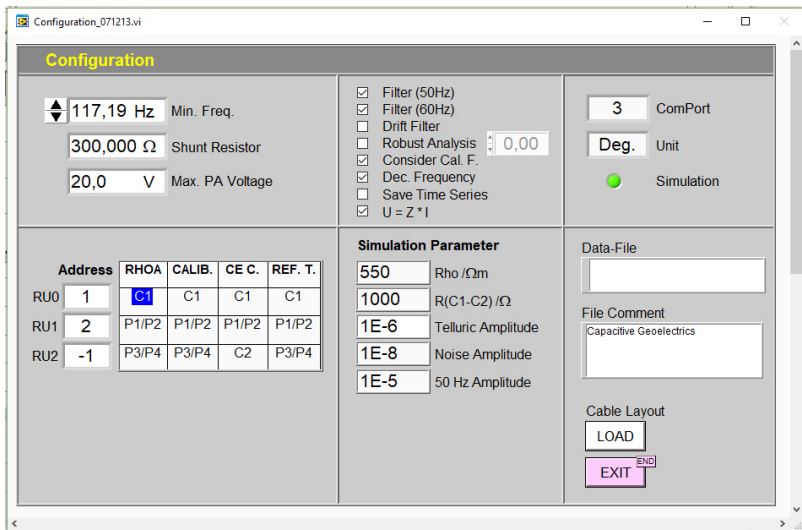 Configuration_071213.vi
Configuration
117,19 Hz Min. Freq.
300,000 Ω Shunt Resistor
20,0 V Max. PA Voltage
Filter (50Hz)
Filter (60Hz)
Drift Filter
Robust Analysis 0,00
Consider Cal. F.
Dec. Frequency
Save Time Series
U = Z * I
3 ComPort
Deg. Unit
Simulation
Address RHOA CALIB. CE C. REF. T.
RU0 1 C1 C1 C1 C1
RU1 2 P1/P2 P1/P2 P1/P2 P1/P2
RU2 -1 P3/P4 P3/P4 C2 P3/P4
Simulation Parameter
550 Rho /Ωm
1000 R(C1-C2) /Ω
1E-6 Telluric Amplitude
1E-8 Noise Amplitude
1E-5 50 Hz Amplitude
Data-File
File Comment
Capacitive Geoelectrics
Cable Layout
LOAD
EXIT END